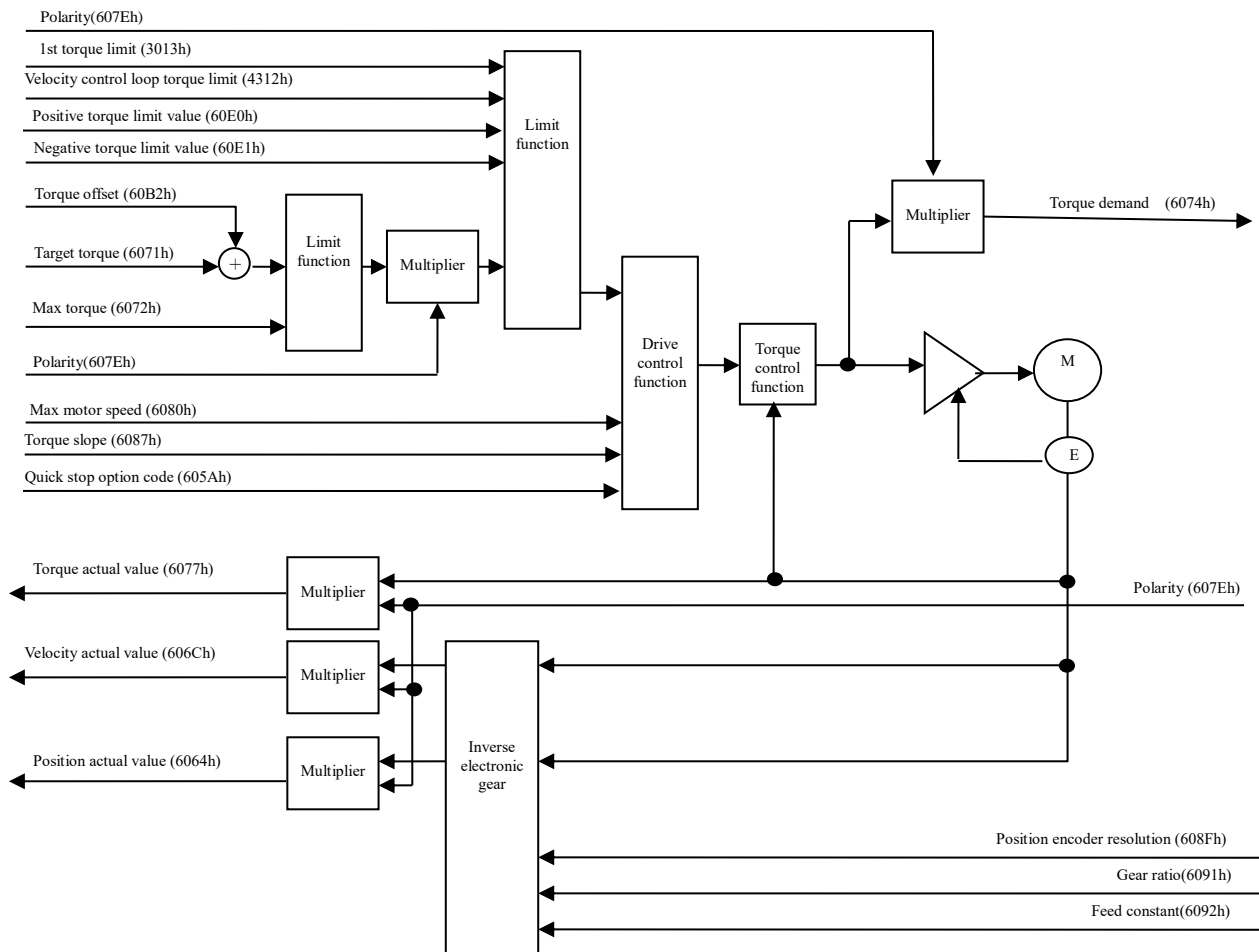 Polarity(607Eh)
1st torque limit (3013h)
Velocity control loop torque limit (4312h)
Positive torque limit value (60E0h)
Negative torque limit value (60E1h)
Limit
function
Torque offset (60B2h)
Target torque (6071h)
+
Max torque (6072h)
Polarity(607Eh)
Limit
function
Multiplier
Multiplier
Torque demand (6074h)
Max motor speed (6080h)
Torque slope (6087h)
Quick stop option code (605Ah)
Drive
control
function
Torque
control
function
M
E
Torque actual value (6077h)
Multiplier
Polarity (607Eh)
Velocity actual value (606Ch)
Multiplier
Position actual value (6064h)
Multiplier
Inverse
electronic
gear
Position encoder resolution (608Fh)
Gear ratio(6091h)
Feed constant(6092h)